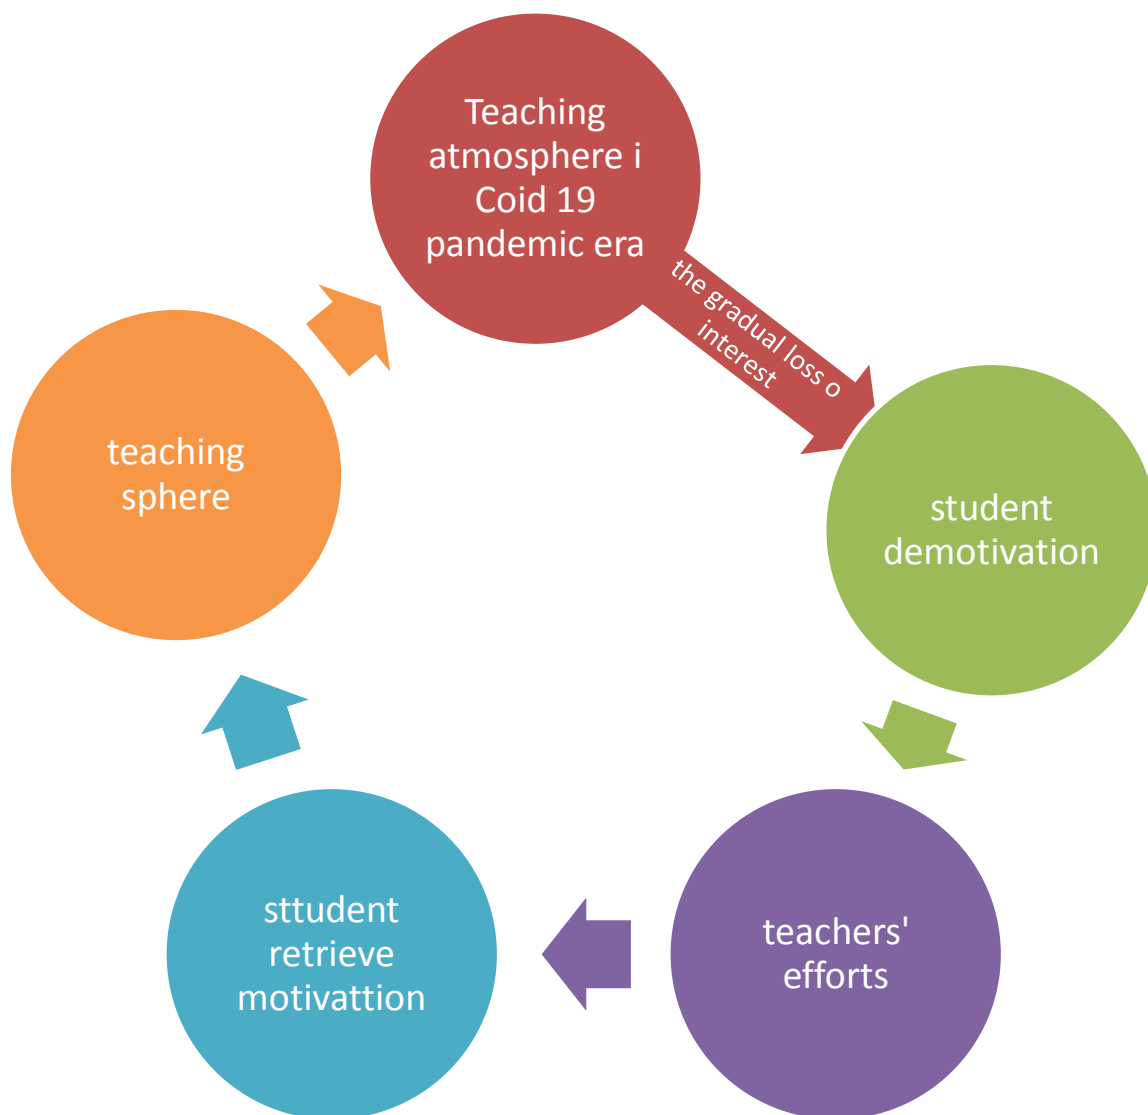 Teaching
atmosphere i
Coid 19
pandemic era
the gradual loss o
interest
student
demotivation
teachers'
efforts
sttudent
retrieve
motivattion
teaching
sphere